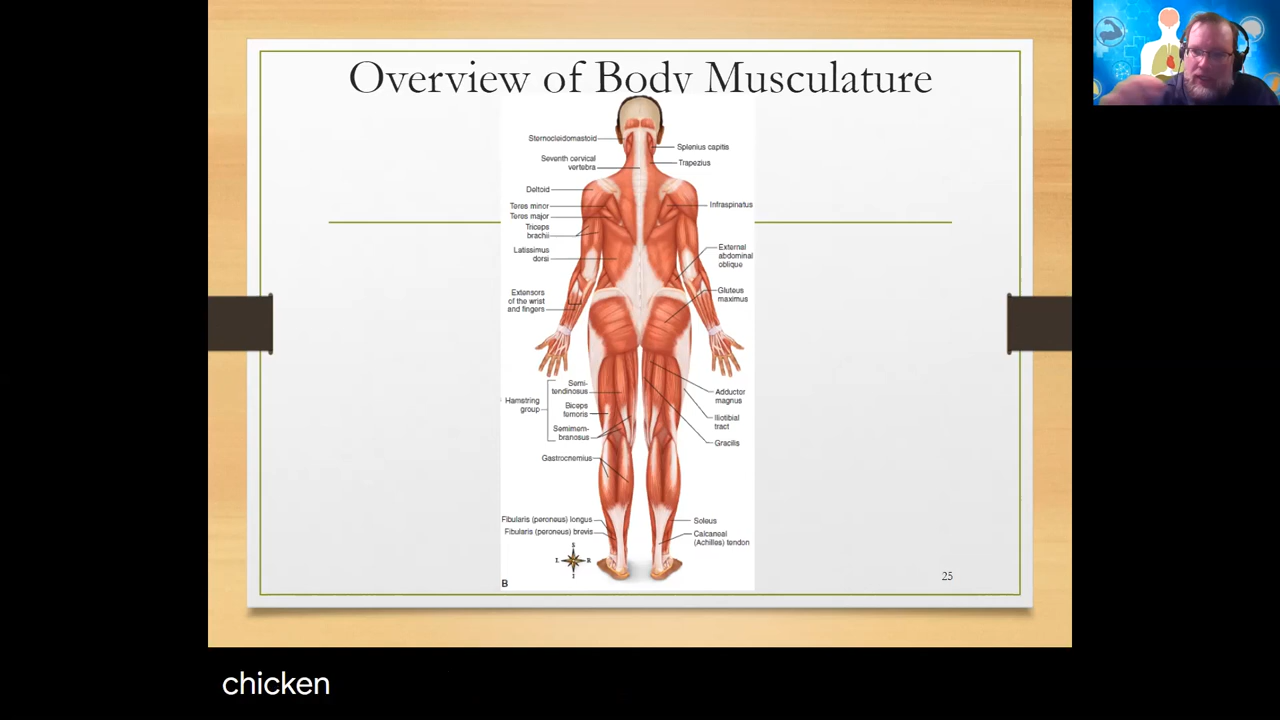 Overview of Body Musculature
Sternocleidomastoid
Seventh cervical
vertebra
Deltoid
Teres minor
Teres major
Triceps
brachii
Latissimus
dorsi
Extensors
of the wrist
and fingers
Hamstring
group
Semi-
tendinosus
Biceps
femoris
Semimem-
branosus
Gastrocnemius
Fibularis (peroneus) longus
Fibularis (peroneus) brevis
S
L R
I
B
Splenius capitis
Trapezius
Infraspinatus
External
abdominal
oblique
Gluteus
maximus
Adductor
magnus
Iliotibial
tract
Gracilis
Soleus
Calcaneal
(Achilles) tendon
25
chicken